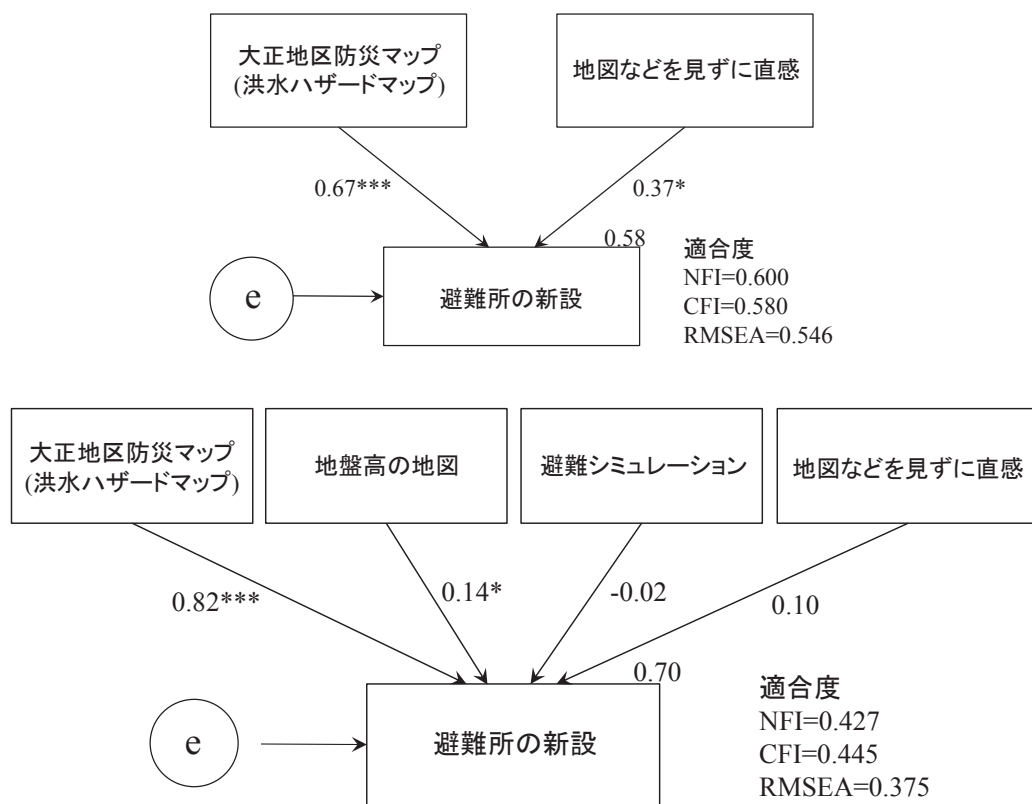 大正地区防災マップ
(洪水ハザードマップ)
地図などを見ずに直感
0.67***
0.37*
0.58
e
避難所の新設
適合度
NFI=0.600
CFI=0.580
RMSEA=0.546
大正地区防災マップ
(洪水ハザードマップ)
地盤高の地図
避難シミュレーション
地図などを見ずに直感
0.82***
0.14*
-0.02
0.10
0.70
e
避難所の新設
適合度
NFI=0.427
CFI=0.445
RMSEA=0.375